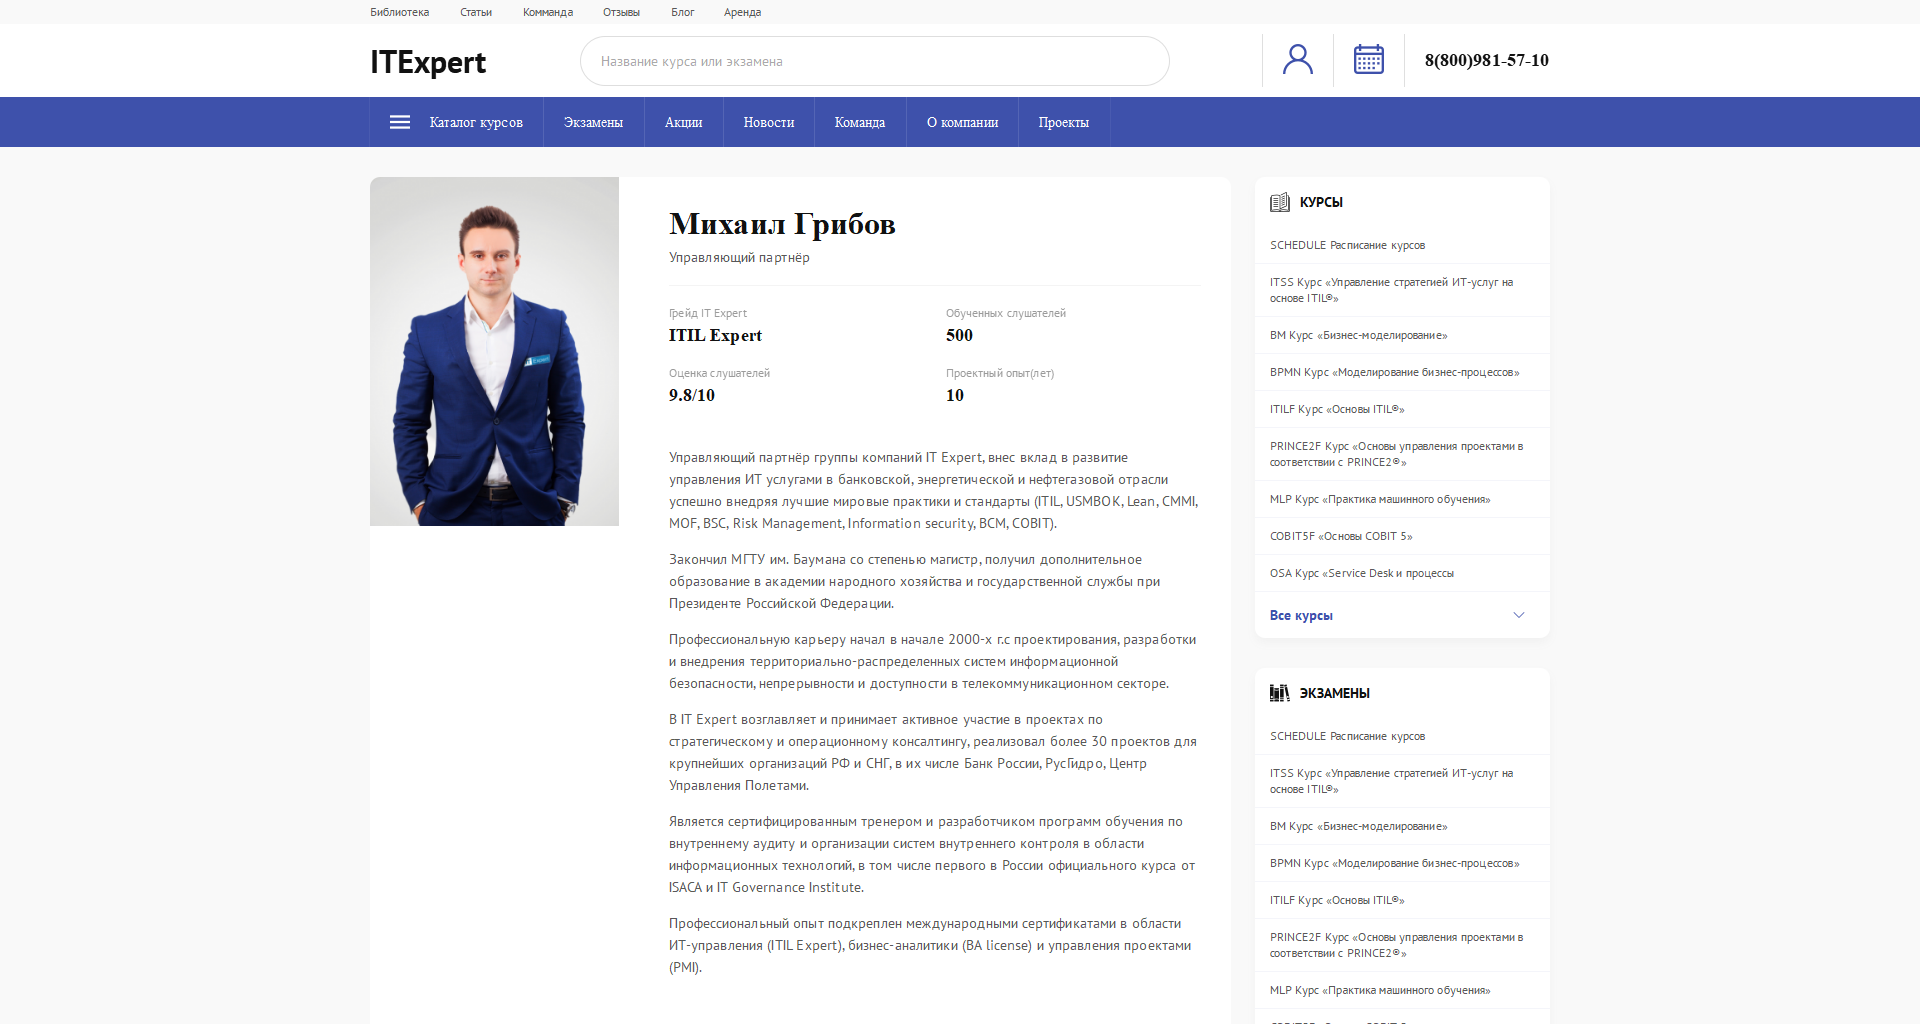 Библиотека
Статьи
Комманда
Отзывы
Блог
Аренда
ITExpert
Название курса или экзамена
8(800)981-57-10
Каталог курсов
Экзамены
Акции
Новости
Команда
О компании
Проекты
Михаил Грибов
Управляющий партнёр
Грейд IT Expert
ITIL Expert
Обученных слушателей
500
Оценка слушателей
9.8/10
Проектный опыт(лет)
10
Управляющий партнёр группы компаний IT Expert, внес вклад в развитие
управления ИТ услугами в банковской, энергетической и нефтегазовой отрасли
успешно внедряя лучшие мировые практики и стандарты (ITIL, USMBOK, Lean, CMMI,
MOF, BSC, Risk Management, Information security, BCM, COBIT).
Закончил МГТУ им. Баумана со степенью магистр, получил дополнительное
образование в академии народного хозяйства и государственной службы при
Президенте Российской Федерации.
Профессиональную карьеру начал в начале 2000-х г.с проектирования, разработки
и внедрения территориально-распределенных систем информационной
безопасности, непрерывности и доступности в телекоммуникационном секторе.
В IT Expert возглавляет и принимает активное участие в проектах по
стратегическому и операционному консалтингу, реализовал более 30 проектов для
крупнейших организаций РФ и СНГ, в их числе Банк России, РусГидро, Центр
Управления Полетами.
Является сертифицированным тренером и разработчиком программ обучения по
внутреннему аудиту и организации систем внутреннего контроля в области
информационных технологий, в том числе первого в России официального курса от
ISACA и IT Governance Institute.
Профессиональный опыт подкреплен международными сертификатами в области
ИТ-управления (ITIL Expert), бизнес-аналитики (BA license) и управления проектами
(PMI).
КУРСЫ
SCHEDULE Расписание курсов
ITSS Курс «Управление стратегией ИТ-услуг на
основе ITIL®»
BM Курс «Бизнес-моделирование»
BPMN Курс «Моделирование бизнес-процессов»
ITILF Курс «Основы ITIL®»
PRINCE2F Курс «Основы управления проектами в
соответствии с PRINCE2®»
MLP Курс «Практика машинного обучения»
COBIT5F «Основы COBIT 5»
OSA Курс «Service Desk и процессы
Все курсы
ЭКЗАМЕНЫ
SCHEDULE Расписание курсов
ITSS Курс «Управление стратегией ИТ-услуг на
основе ITIL®»
BM Курс «Бизнес-моделирование»
BPMN Курс «Моделирование бизнес-процессов»
ITILF Курс «Основы ITIL®»
PRINCE2F Курс «Основы управления проектами в
соответствии с PRINCE2®»
MLP Курс «Практика машинного обучения»